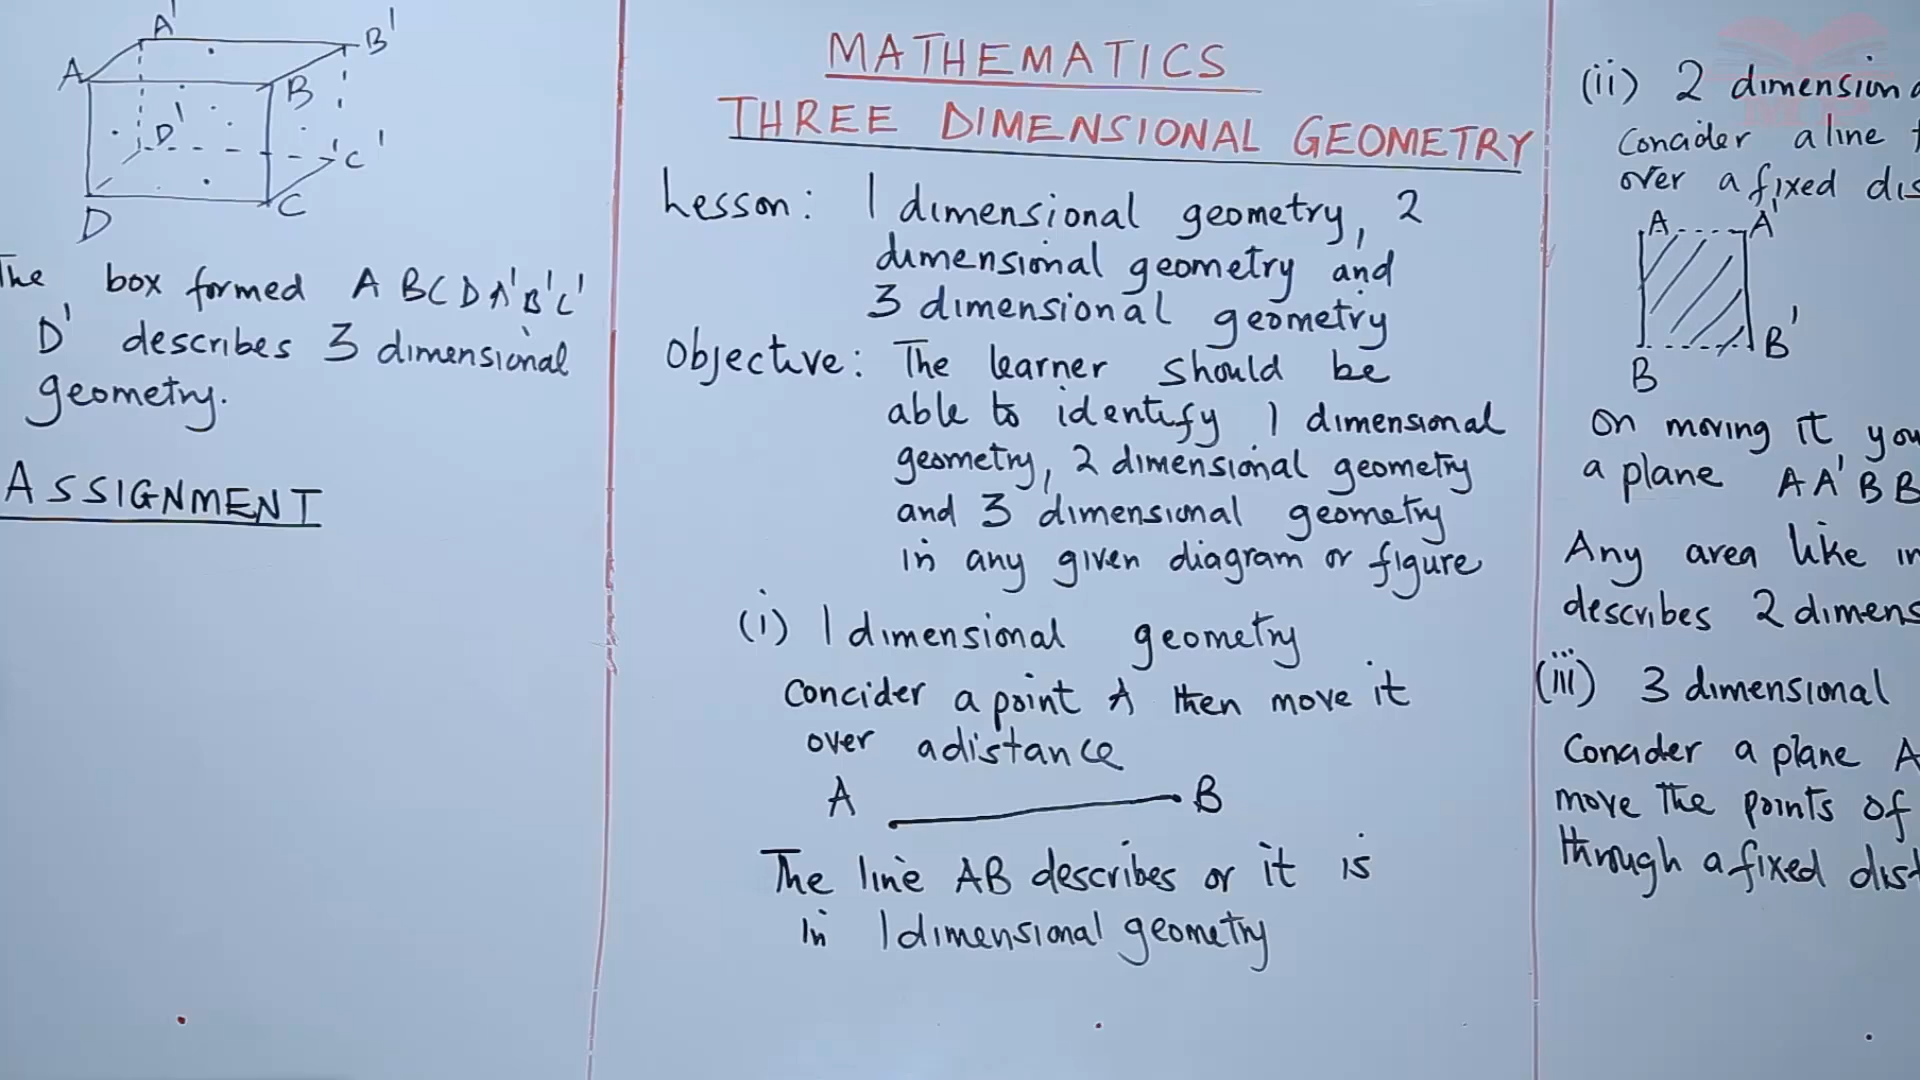 A'
B'
A
B
D'
C'
D
C
The box formed A B C D A' B' C'
D' describes 3 dimensional
geometry.
ASSIGNMENT
MATHEMATICS
THREE DIMENSIONAL GEOMETRY
Lesson: 1 dimensional geometry, 2
dimensional geometry and
3 dimensional geometry
Objective: The learner should be
able to identify 1 dimensional
geometry, 2 dimensional geometry
and 3 dimensional geometry
in any given diagram or figure
(i) 1 dimensional geometry
Concider a point A then move it
over a distance
A B
The line AB describes or it is
in 1 dimensional geometry
(ii) 2 dimension
Concider a line
over a fixed dis
A A'
B'
B
On moving it, you
a plane A A' B B
Any area like in
describes 2 dimens
(iii) 3 dimensional
Concider a plane A
move the points of
through a fixed dist